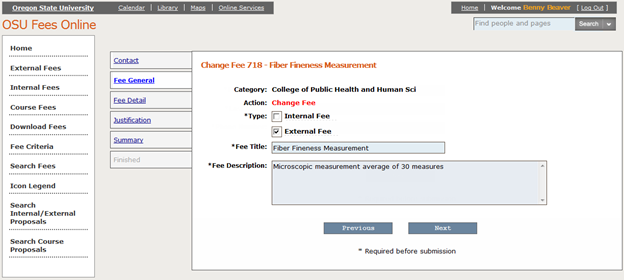 Oregon State University Calendar | Library | Maps | Online Services Home | Welcome Benny Beaver [ Log Out ]
OSU Fees Online Find people and pages Search
Home
External Fees
Internal Fees
Course Fees
Download Fees
Fee Criteria
Search Fees
Icon Legend
Search
Internal/External
Proposals
Search Course
Proposals
Contact
Fee General
Fee Detail
Justification
Summary
Finished
Change Fee 718 - Fiber Fineness Measurement
Category: College of Public Health and Human Sci
Action: Change Fee
*Type: Internal Fee
External Fee
*Fee Title: Fiber Fineness Measurement
*Fee Description: Microscopic measurement average of 30 measures
Previous Next
* Required before submission